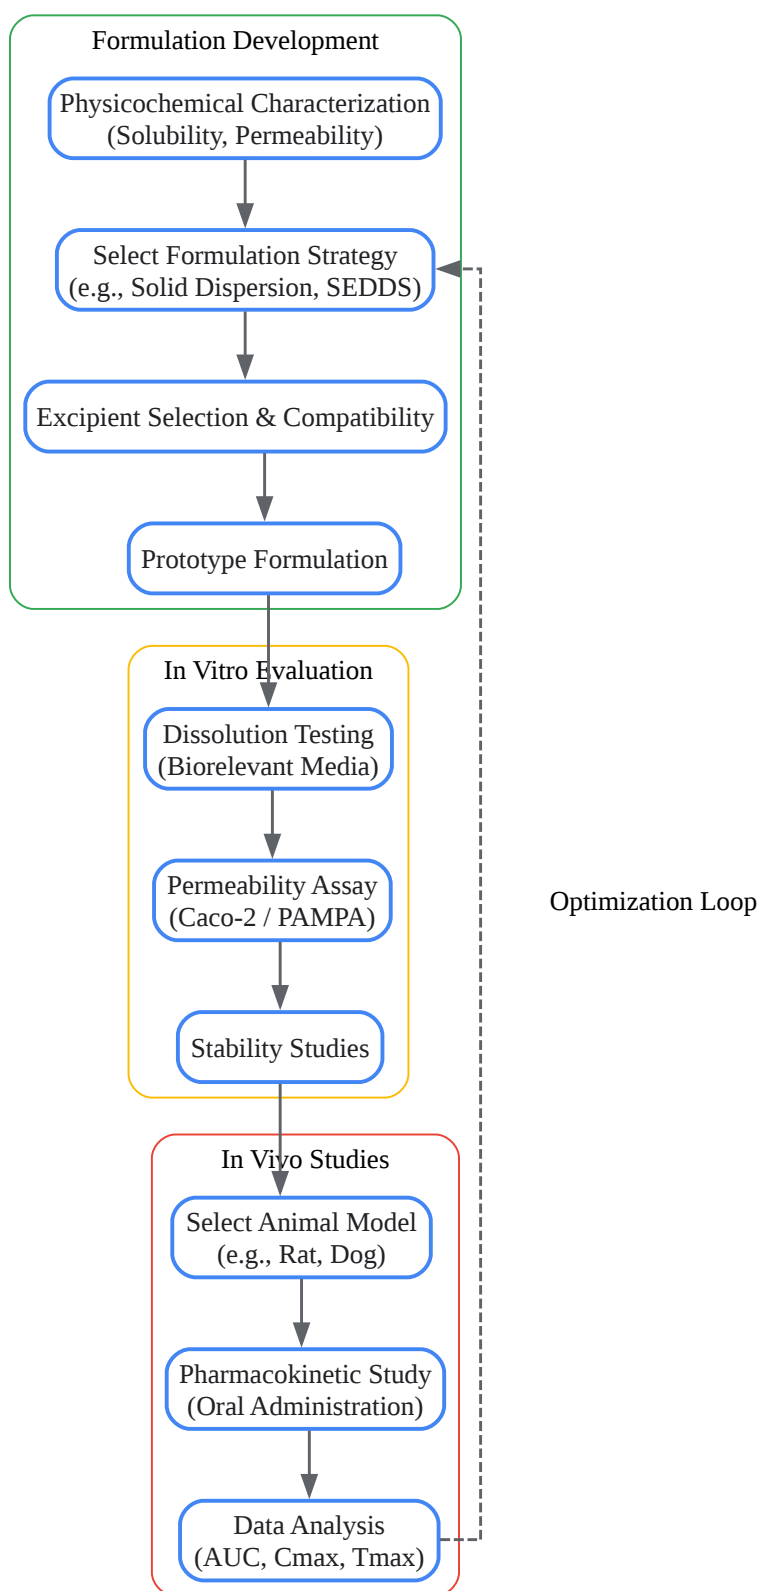 Formulation Development
Physicochemical Characterization
(Solubility, Permeability)
Select Formulation Strategy
(e.g., Solid Dispersion, SEDDS)
Excipient Selection & Compatibility
Prototype Formulation
In Vitro Evaluation
Dissolution Testing
(Biorelevant Media)
Permeability Assay
(Caco-2 / PAMPA)
Optimization Loop
Stability Studies
In Vivo Studies
Select Animal Model
(e.g., Rat, Dog)
Pharmacokinetic Study
(Oral Administration)
Data Analysis
(AUC, Cmax, Tmax)